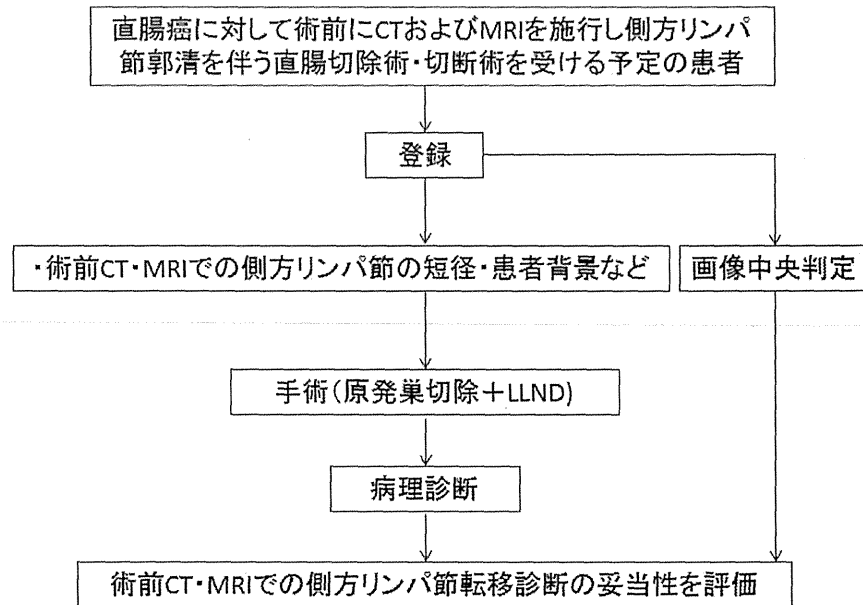 直腸癌に対して術前にCTおよびMRIを施行し側方リンパ
節郭清を伴う直腸切除術・切断術を受ける予定の患者
登録
・術前CT・MRIでの側方リンパ節の短径・患者背景など
画像中央判定
手術(原発巣切除＋LLND)
病理診断
術前CT・MRIでの側方リンパ節転移診断の妥当性を評価